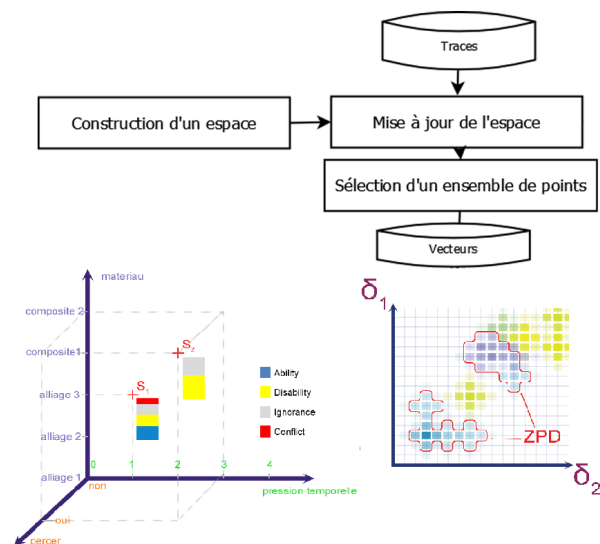 Traces
Construction d'un espace
Mise à jour de l'espace
Sélection d'un ensemble de points
Vecteurs
materiau
composite 2
composite1
alliage 3
alliage 2
alliage 1
S1
S2
Ability
Disability
Ignorance
Conflict
0 1 2 3 4
non
pression temporelle
oui
percer
δ1
ZPD
δ2